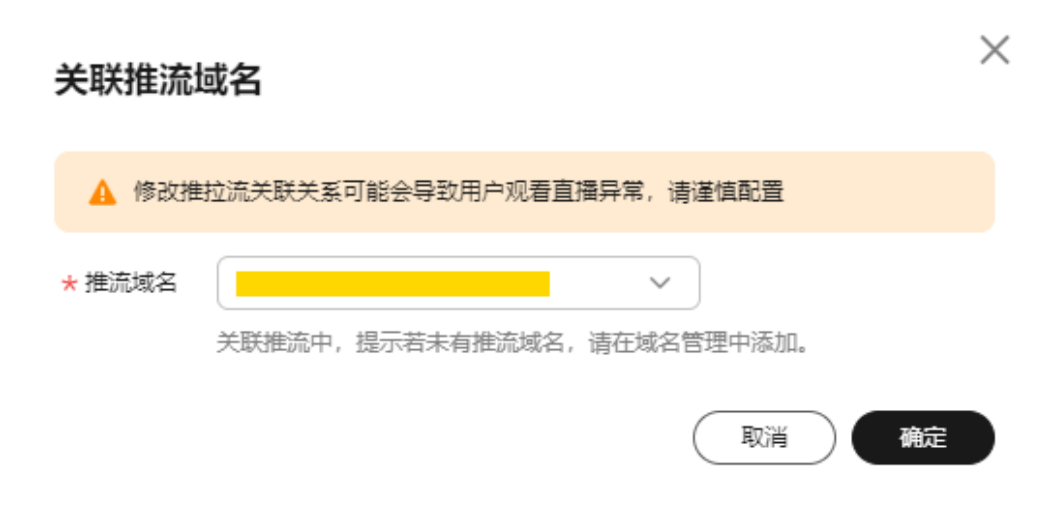 关联推流域名
修改推拉流关联关系可能会导致用户观看直播异常，请谨慎配置
* 推流域名
关联推流中，提示若未有推流域名，请在域名管理中添加。
取消
确定